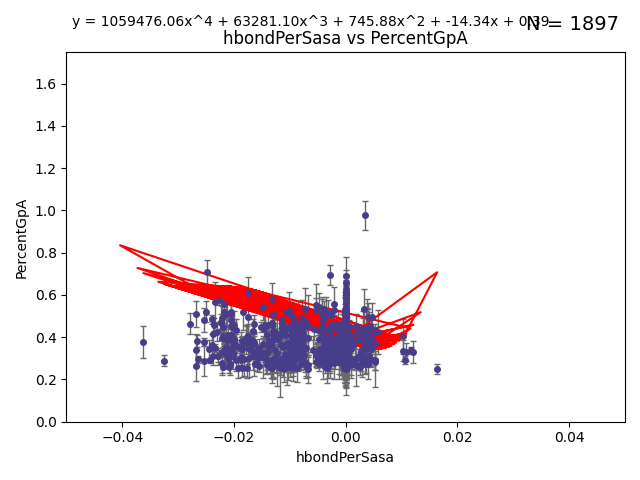 y = 1059476.06x^4 + 63281.10x^3 + 745.88x^2 + -14.34x + 0.39
N = 1897
hbondPerSasa vs PercentGpA
PercentGpA
1.6
1.4
1.2
1.0
0.8
0.6
0.4
0.2
0.0
−0.04 −0.02 0.00 0.02 0.04
hbondPerSasa